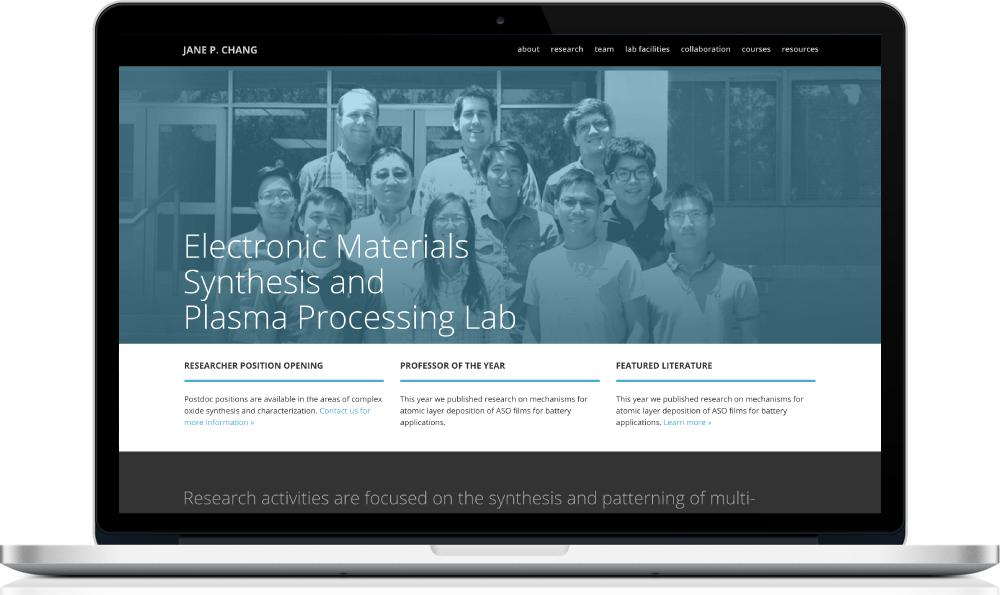 JANE P. CHANG
about research team lab facilities collaboration courses resources
Electronic Materials
Synthesis and
Plasma Processing Lab
RESEARCHER POSITION OPENING
Postdoc positions are available in the areas of complex
oxide synthesis and characterization. Contact us for
more information »
PROFESSOR OF THE YEAR
This year we published research on mechanisms for
atomic layer deposition of ASO films for battery
applications.
FEATURED LITERATURE
This year we published research on mechanisms for
atomic layer deposition of ASO films for battery
applications. Learn more »
Research activities are focused on the synthesis and patterning of multi-